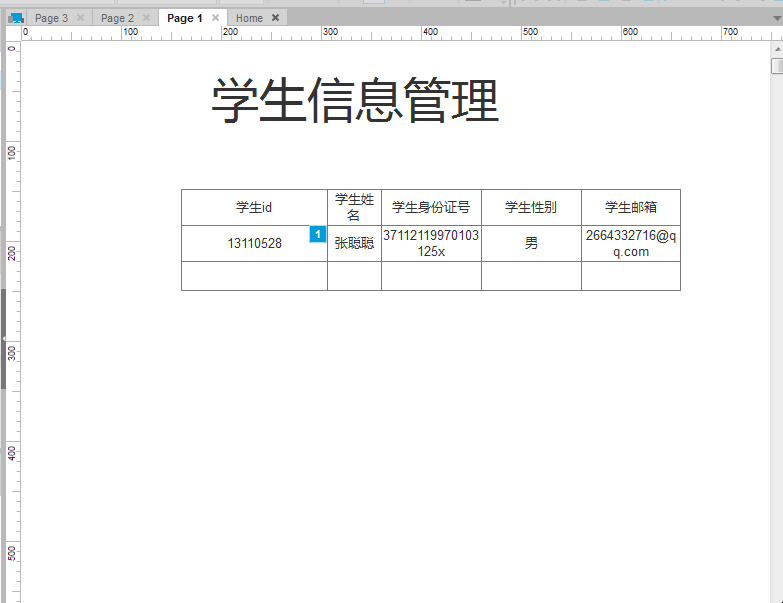 Page 3 Page 2 Page 1 Home
0 100 200 300 400 500 600 700
学生信息管理
学生id 学生姓名 学生身份证号 学生性别 学生邮箱
13110528 1 张聪聪 37112119970103125x 男 2664332716@qq.com
0
100
200
300
400
500